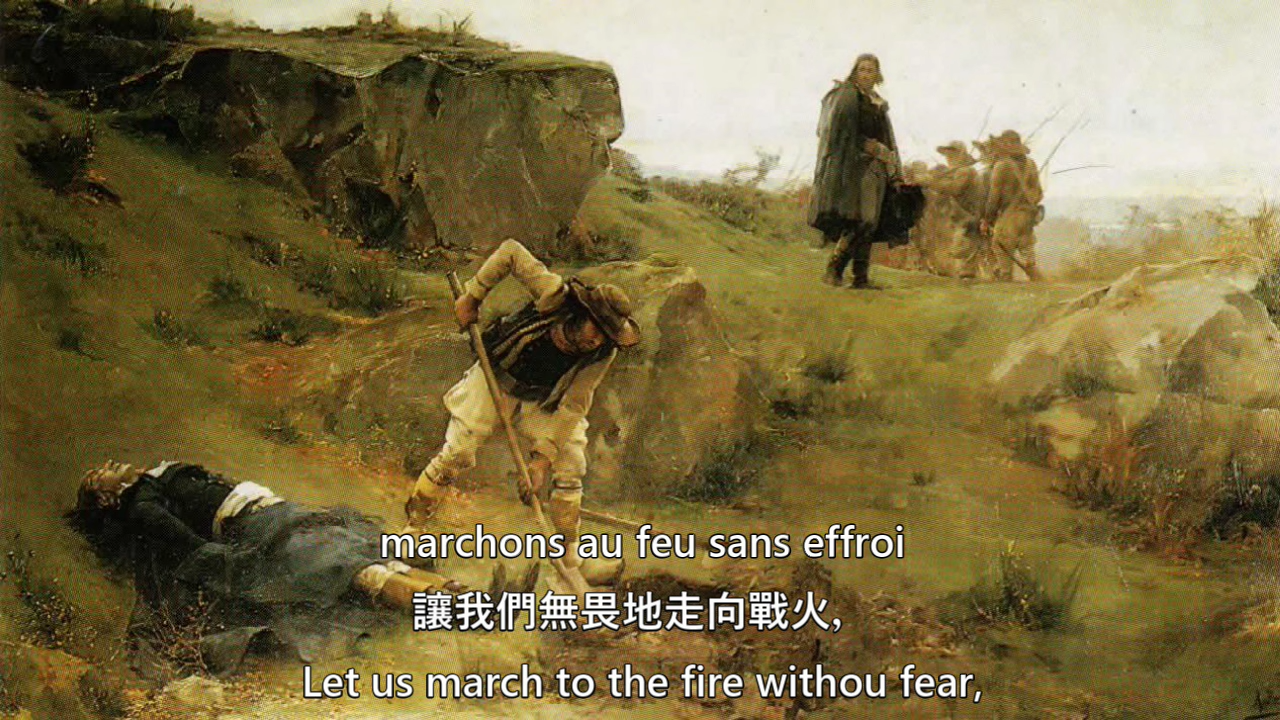 marchons au feu sans effroi
讓我們無畏地走向戰火,
Let us march to the fire withou fear,